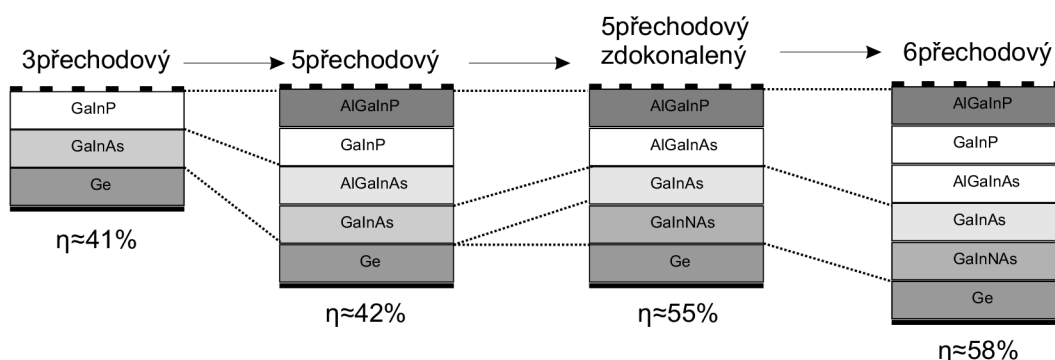 3přechodový
GaInP
GaInAs
Ge
η≈41%
5přechodový
AlGaInP
GaInP
AlGaInAs
GaInAs
Ge
η≈42%
5přechodový
zdokonalený
AlGaInP
AlGaInAs
GaInAs
GaInNAs
Ge
η≈55%
6přechodový
AlGaInP
GaInP
AlGaInAs
GaInAs
GaInNAs
Ge
η≈58%